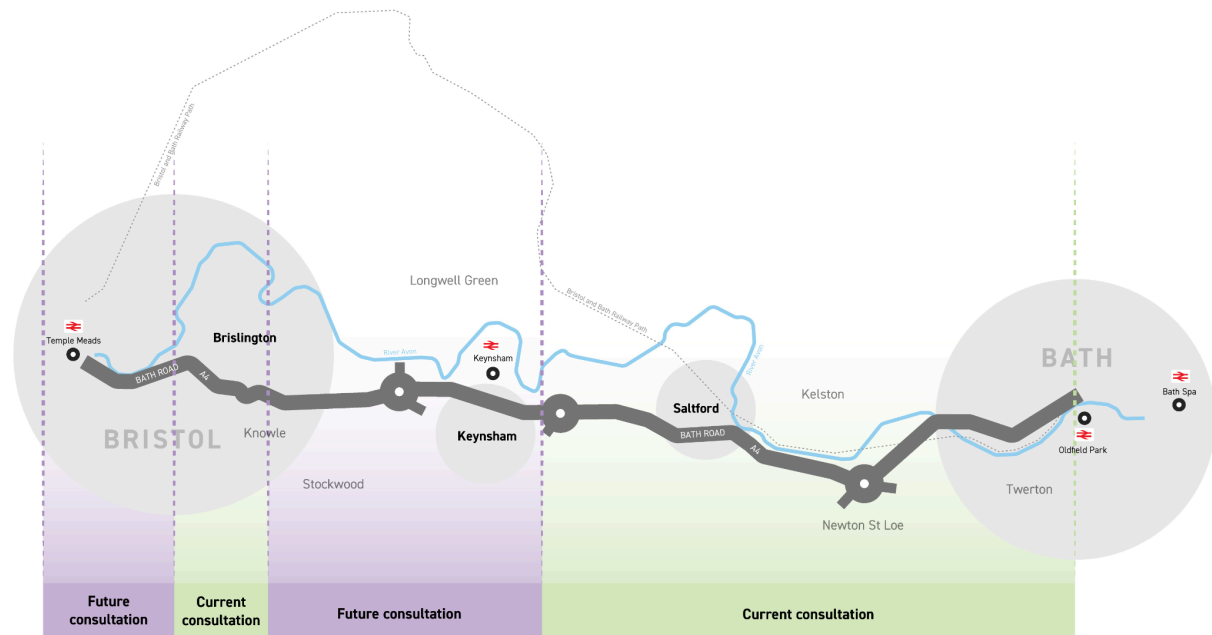 Bristol and Bath Railway Path
Longwell Green
Bristol and Bath Railway Path
Temple Meads
Brislington
River Avon
Keynsham
River Avon
BATH
Bath Spa
BATH ROAD
A4
Kelston
Saltford
BRISTOL
Knowle
Keynsham
BATH ROAD
A4
Oldfield Park
Stockwood
Twerton
Newton St Loe
Future
consultation
Current
consultation
Future consultation
Current consultation